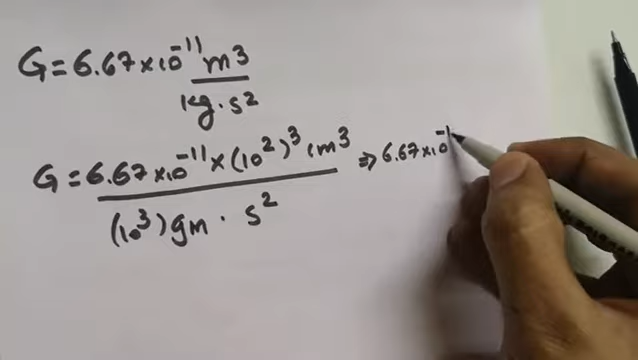 G = 6.67×10⁻¹¹ m³
kg·s²
G = 6.67×10⁻¹¹×(10²)³ cm³ ⇒ 6.67×10⁻¹
(10³) gm · s²